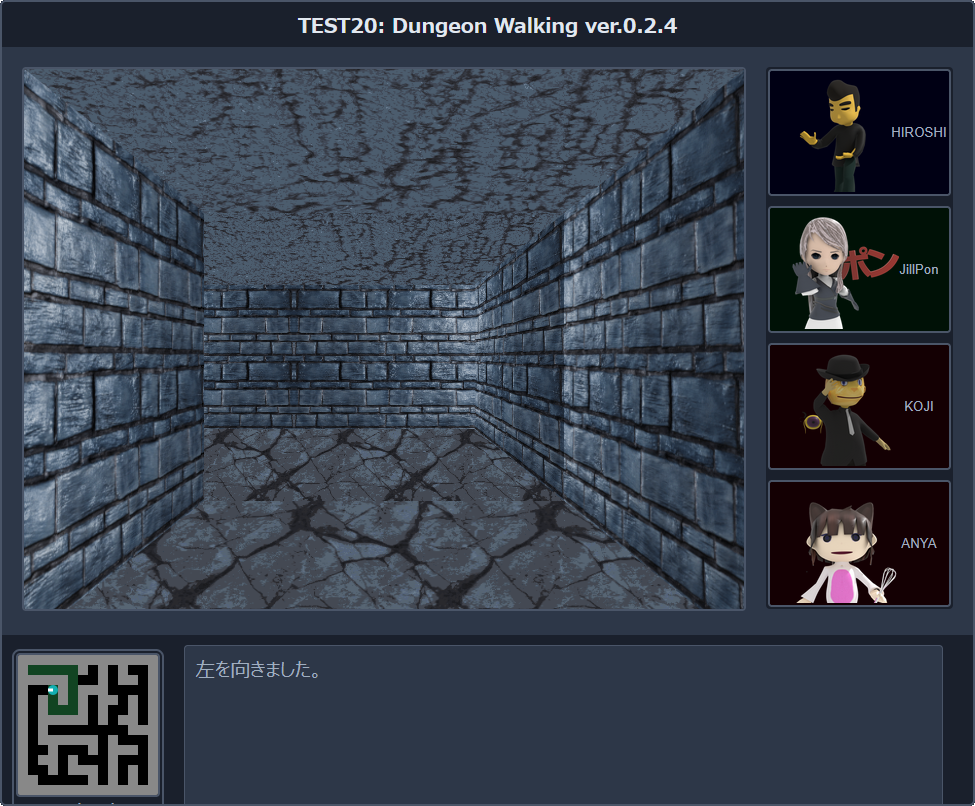 TEST20: Dungeon Walking ver.0.2.4
HIROSHI
ポン
JillPon
KOJI
ANYA
左を向きました。